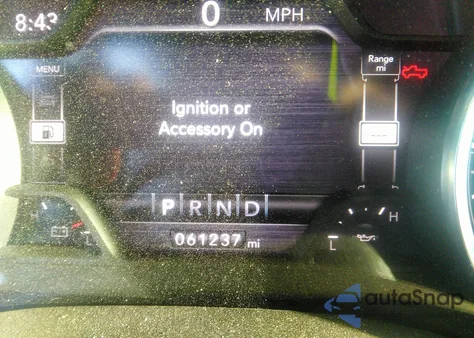 8:43
0 MPH
MENU
Range
mi
Ignition or
Accessory On
P R N D
H
L
061237 mi
H
L
autoSnap